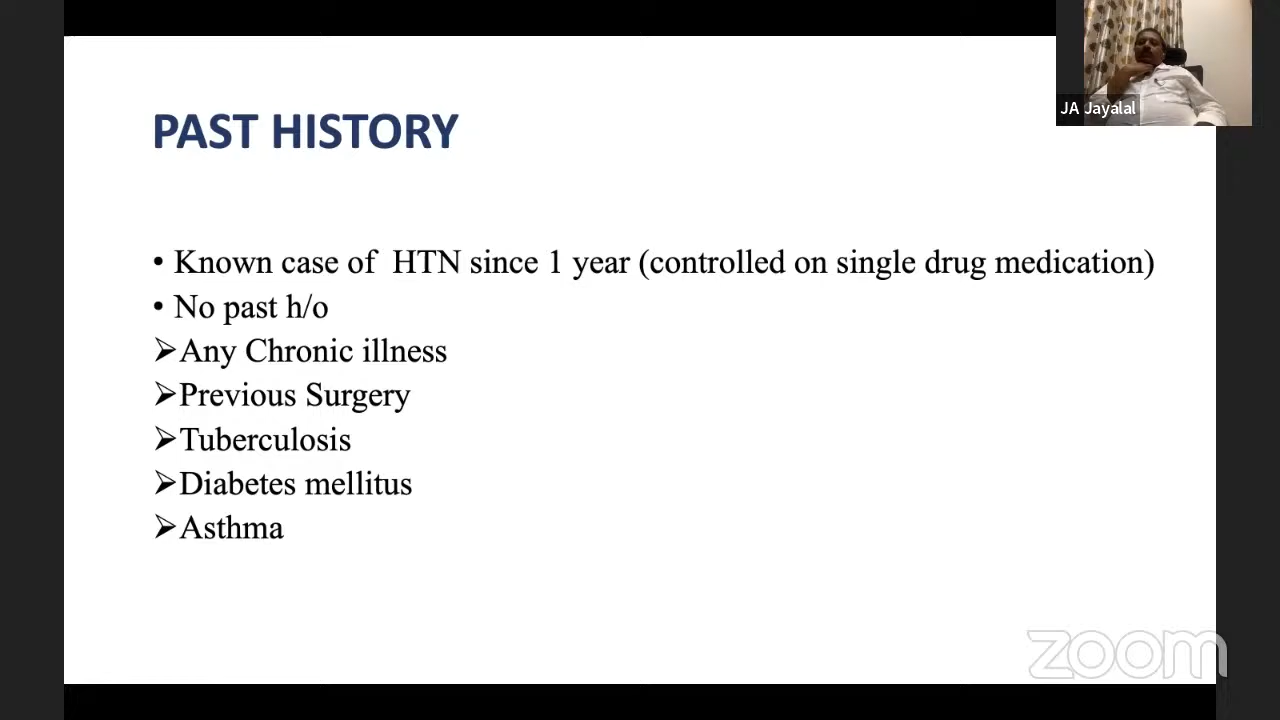 JA Jayalal
PAST HISTORY
• Known case of HTN since 1 year (controlled on single drug medication)
• No past h/o
➢Any Chronic illness
➢Previous Surgery
➢Tuberculosis
➢Diabetes mellitus
➢Asthma
zoom